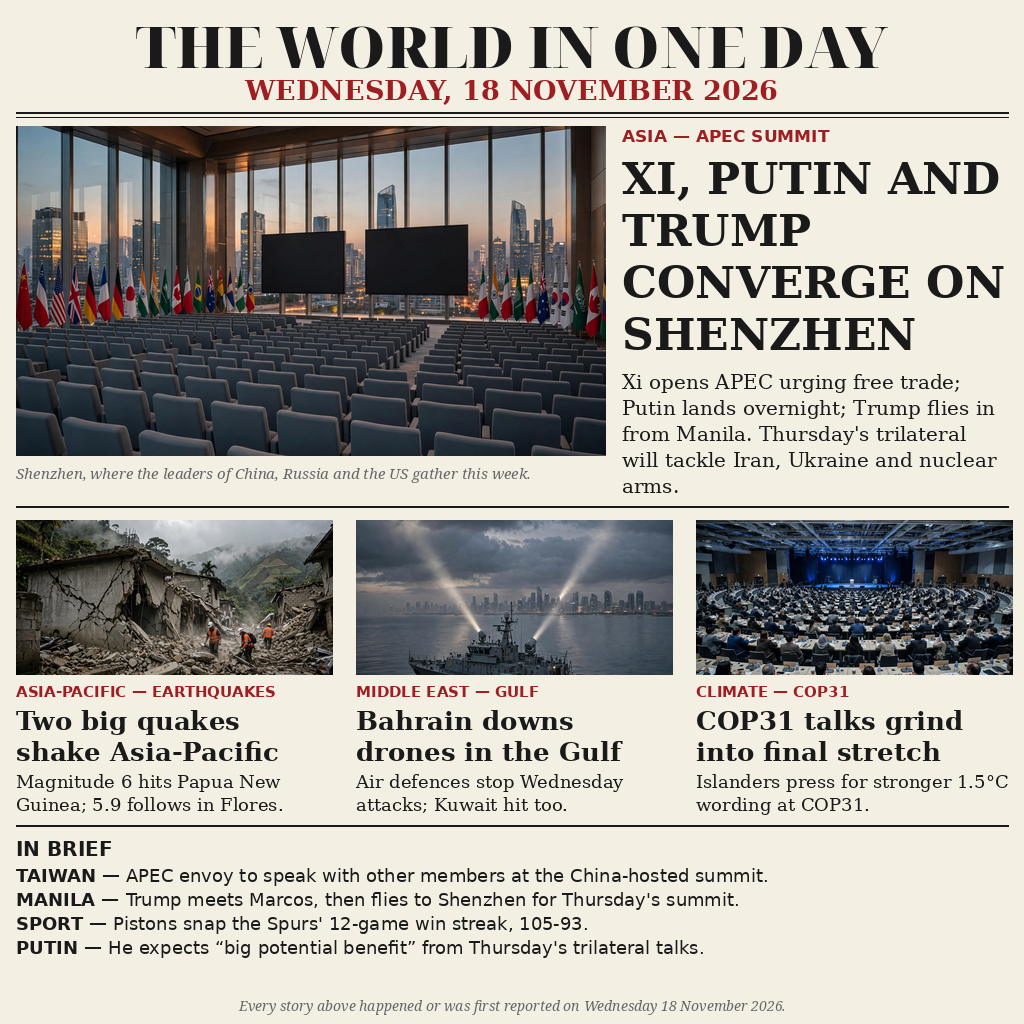 THE WORLD IN ONE DAY
WEDNESDAY, 18 NOVEMBER 2026
ASIA — APEC SUMMIT
XI, PUTIN AND
TRUMP
CONVERGE ON
SHENZHEN
Xi opens APEC urging free trade;
Putin lands overnight; Trump flies in
from Manila. Thursday's trilateral
will tackle Iran, Ukraine and nuclear
arms.
Shenzhen, where the leaders of China, Russia and the US gather this week.
ASIA-PACIFIC — EARTHQUAKES
Two big quakes
shake Asia-Pacific
Magnitude 6 hits Papua New
Guinea; 5.9 follows in Flores.
MIDDLE EAST — GULF
Bahrain downs
drones in the Gulf
Air defences stop Wednesday
attacks; Kuwait hit too.
CLIMATE — COP31
COP31 talks grind
into final stretch
Islanders press for stronger 1.5°C
wording at COP31.
IN BRIEF
TAIWAN — APEC envoy to speak with other members at the China-hosted summit.
MANILA — Trump meets Marcos, then flies to Shenzhen for Thursday's summit.
SPORT — Pistons snap the Spurs' 12-game win streak, 105-93.
PUTIN — He expects “big potential benefit” from Thursday's trilateral talks.
Every story above happened or was first reported on Wednesday 18 November 2026.